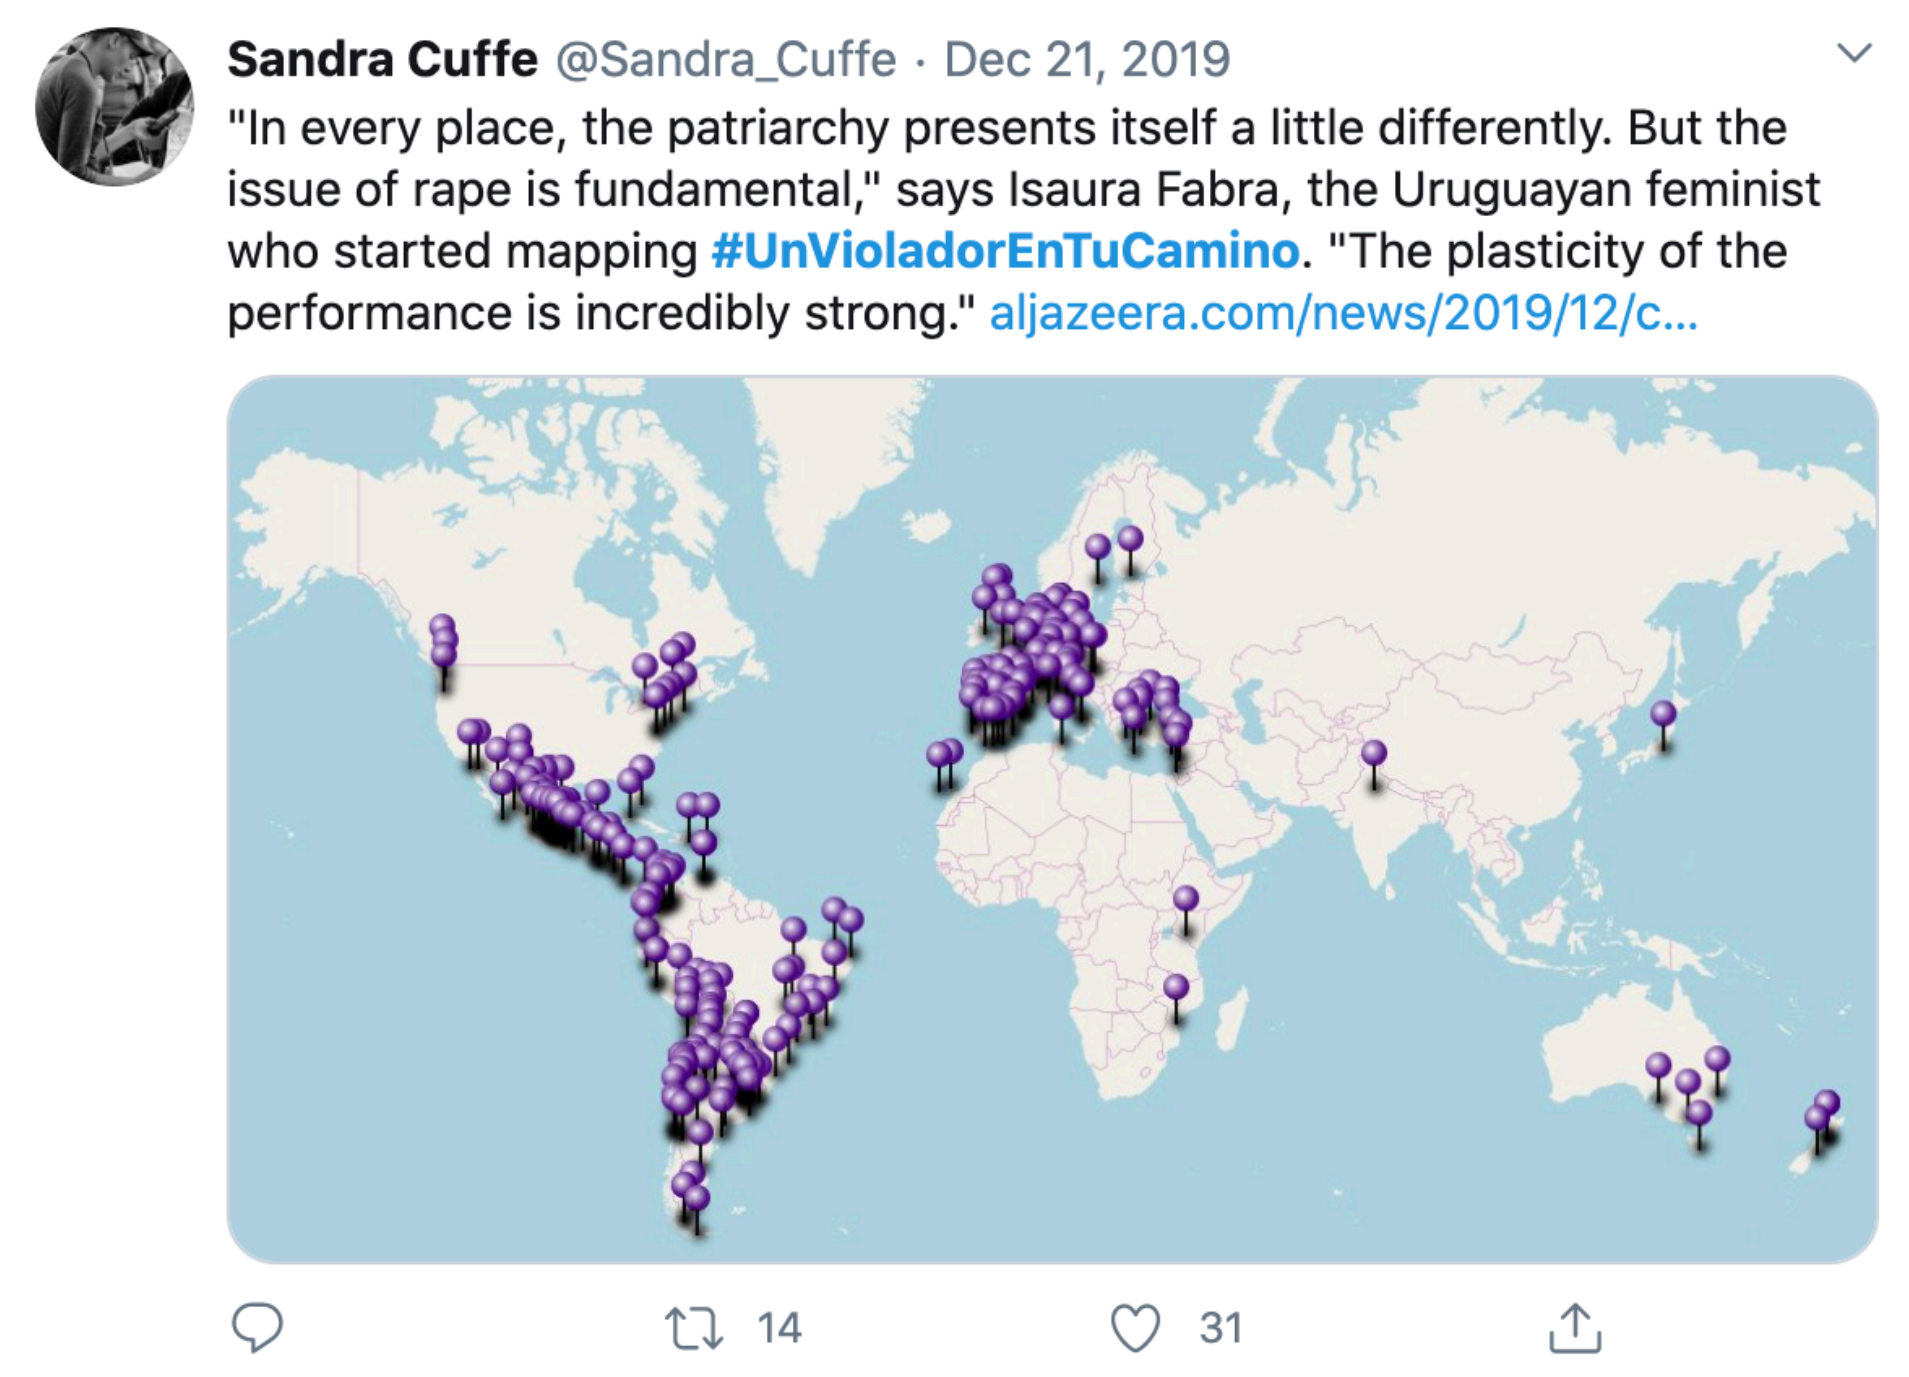 Sandra Cuffe @Sandra_Cuffe · Dec 21, 2019
"In every place, the patriarchy presents itself a little differently. But the
issue of rape is fundamental," says Isaura Fabra, the Uruguayan feminist
who started mapping #UnVioladorEnTuCamino. "The plasticity of the
performance is incredibly strong." aljazeera.com/news/2019/12/c...
14 31